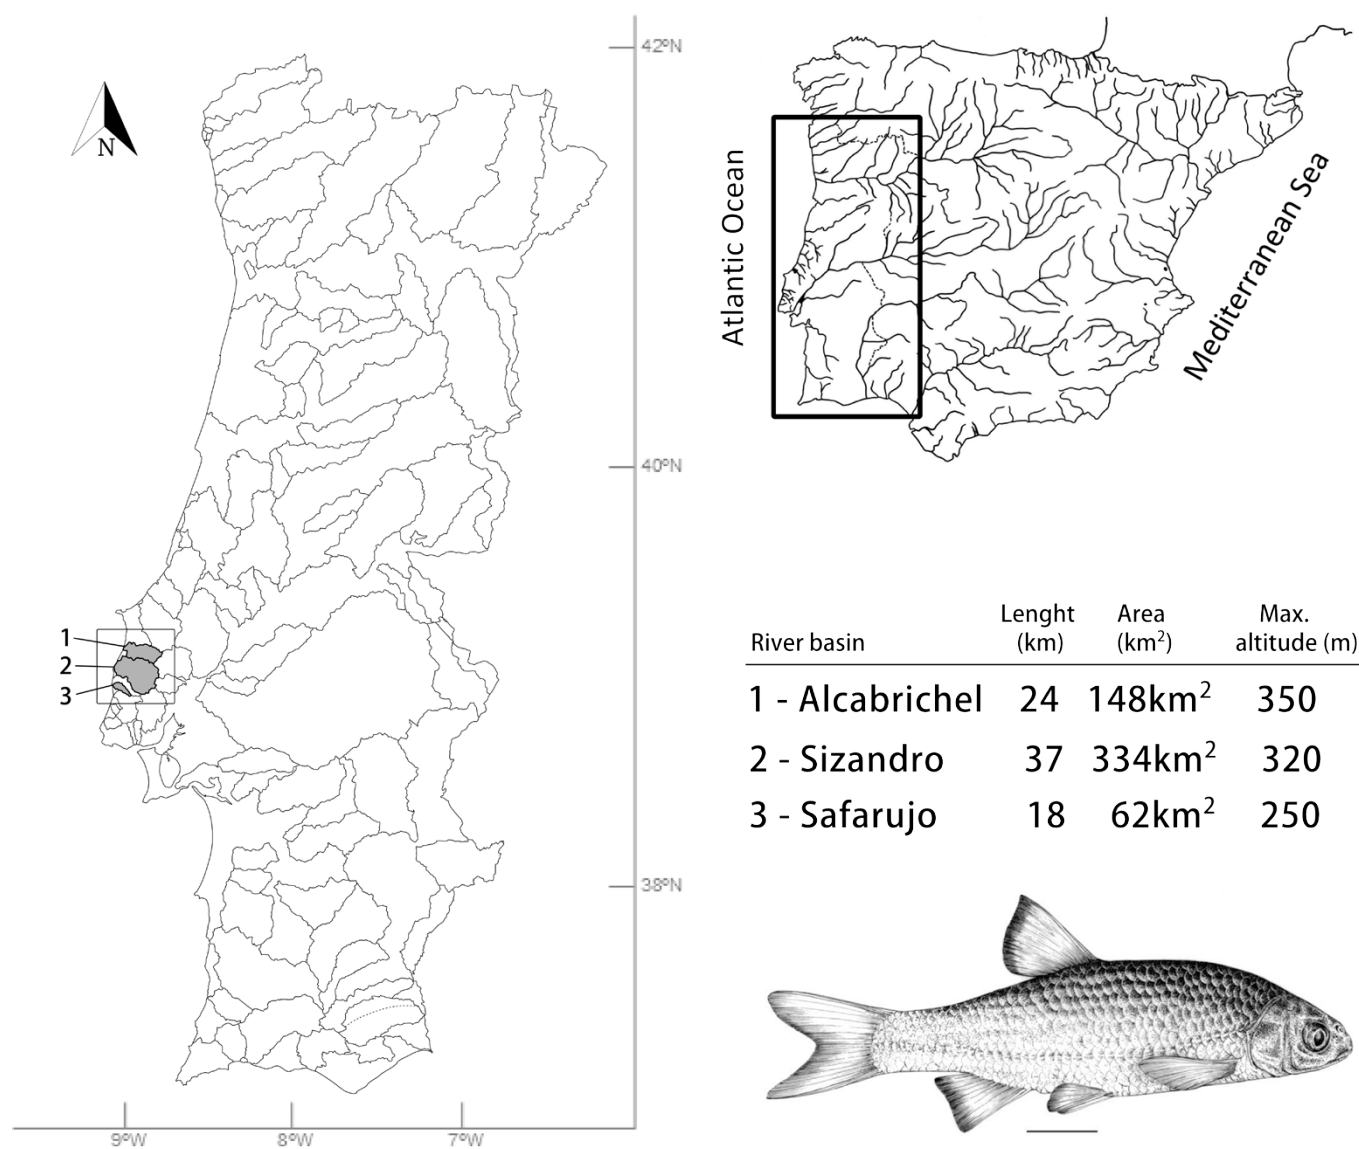 N
42ºN
40ºN
38ºN
9ºW
8ºW
7ºW
1
2
3
Atlantic Ocean
Mediterranean Sea
River basin Lenght (km) Area (km²) Max. altitude (m)
1 - Alcabrichel 24 148km² 350
2 - Sizandro 37 334km² 320
3 - Safarujo 18 62km² 250